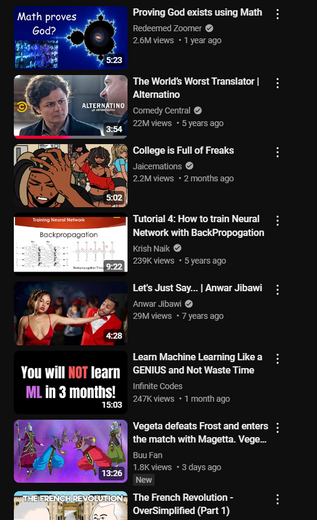 Math proves
God?
5:23
Proving God exists using Math
Redeemed Zoomer
2.6M views • 1 year ago
ALTERNATINO
3:54
The World's Worst Translator |
Alternatino
Comedy Central
22M views • 5 years ago
5:02
College is Full of Freaks
Jaicemations
2.2M views • 2 months ago
Training Neural Network
Backpropagation
9:22
Tutorial 4: How to train Neural
Network with BackPropogation
Krish Naik
239K views • 5 years ago
4:28
Let's Just Say... | Anwar Jibawi
Anwar Jibawi
29M views • 7 years ago
You will NOT learn
ML in 3 months!
15:03
Learn Machine Learning Like a
GENIUS and Not Waste Time
Infinite Codes
247K views • 1 month ago
13:26
Vegeta defeats Frost and enters
the match with Magetta. Vege...
Buu Fan
1.8K views • 3 days ago
New
THE FRENCH REVOLUTION
The French Revolution -
OverSimplified (Part 1)